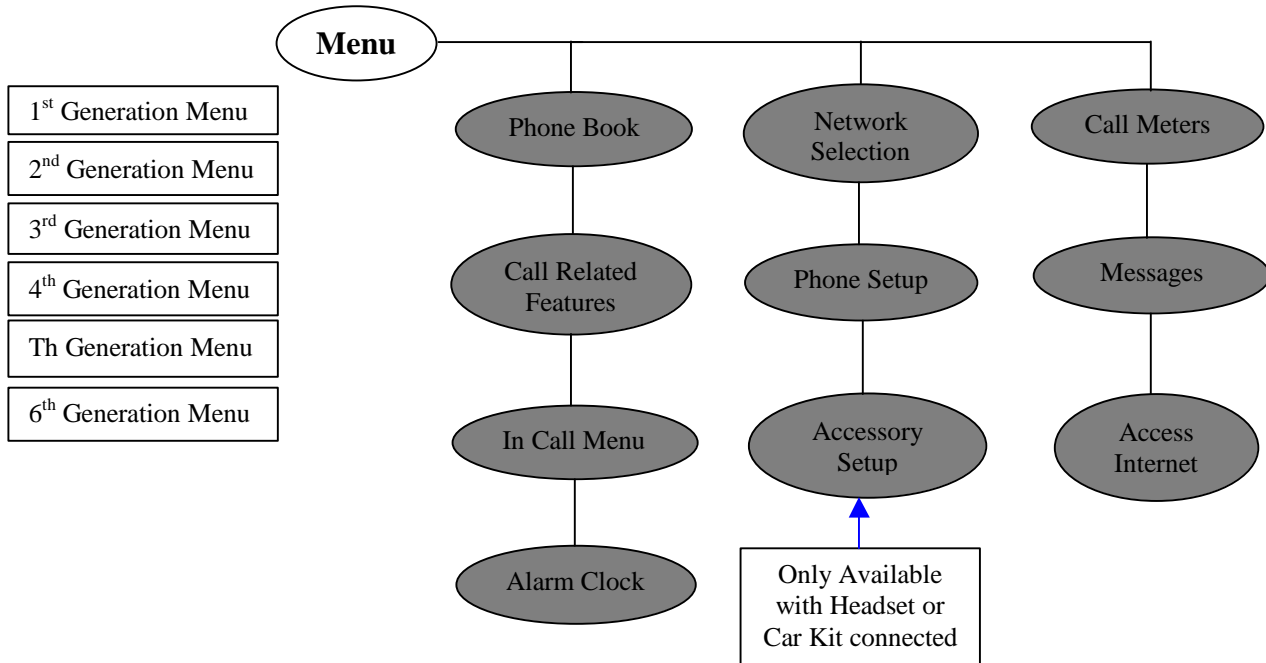 Menu
1st Generation Menu
2nd Generation Menu
3rd Generation Menu
4th Generation Menu
Th Generation Menu
6th Generation Menu
Phone Book
Call Related
Features
In Call Menu
Alarm Clock
Network
Selection
Phone Setup
Accessory
Setup
Only Available
with Headset or
Car Kit connected
Call Meters
Messages
Access
Internet